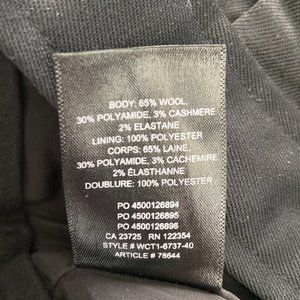 BODY: 65% WOOL,
30% POLYAMIDE, 3% CASHMERE
2% ELASTANE
LINING: 100% POLYESTER
CORPS: 65% LAINE,
30% POLYAMIDE, 3% CACHEMIRE
2% ÉLASTHANNE
DOUBLURE: 100% POLYESTER
PO 4500126894
PO 4500126895
PO 4500126896
CA 23725 RN 122354
STYLE # WCT1-6737-40
ARTICLE # 78644